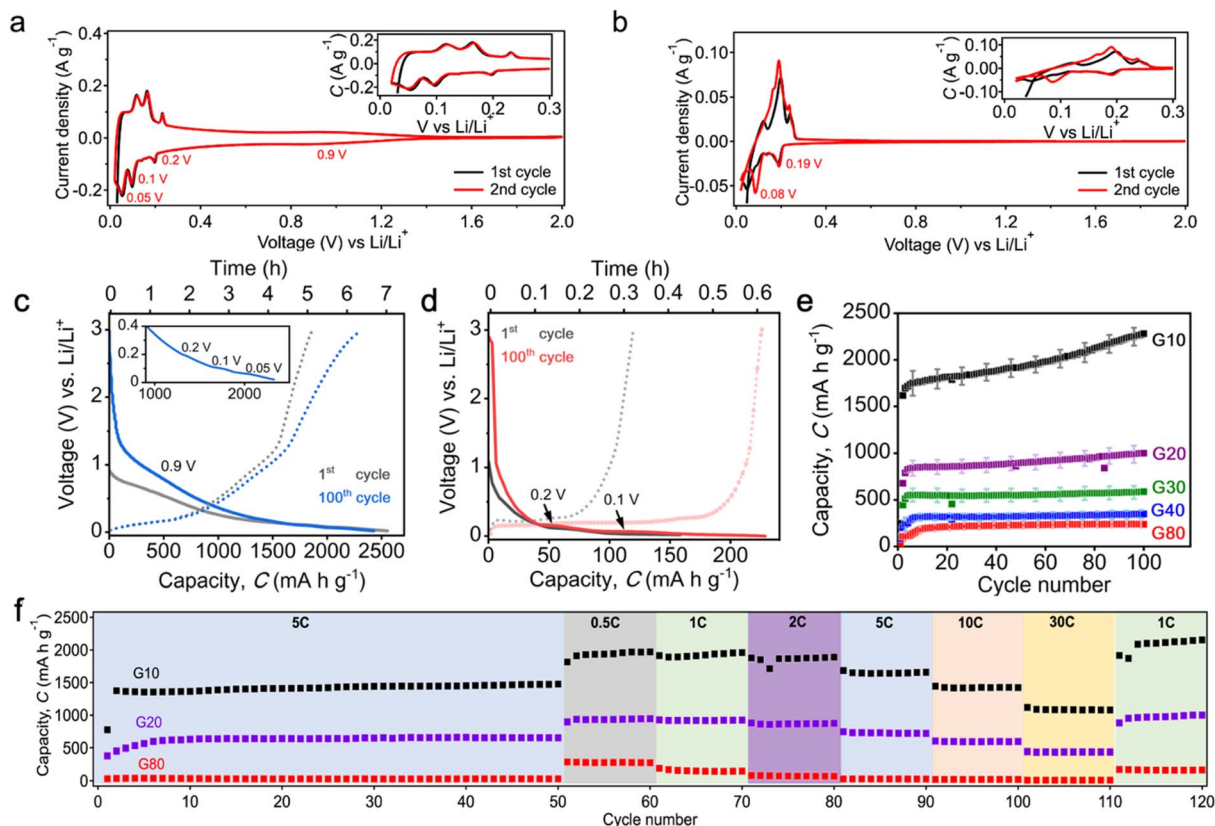 a
Current density (A g⁻¹)
0.4
0.2
0.0
-0.2
0.2 V
0.1 V
0.05 V
0.9 V
C (A g⁻¹)
0.2
0.0
-0.2
0.0 0.1 0.2 0.3
V vs Li/Li⁺
1st cycle
2nd cycle
0.0 0.4 0.8 1.2 1.6 2.0
Voltage (V) vs Li/Li⁺
b
Current density (A g⁻¹)
0.10
0.05
0.00
-0.05
0.19 V
0.08 V
C (A g⁻¹)
0.10
0.05
0.00
-0.05
-0.10
0.0 0.1 0.2 0.3
V vs Li/Li⁺
1st cycle
2nd cycle
0.0 0.4 0.8 1.2 1.6 2.0
Voltage (V) vs Li/Li⁺
c
Time (h)
0 1 2 3 4 5 6 7
Voltage (V) vs. Li/Li⁺
3
2
1
0
0.4
0.2
0
0.2 V
0.1 V
0.05 V
1000 2000
0.9 V
1ˢᵗ cycle
100ᵗʰ cycle
0 500 1000 1500 2000 2500
Capacity, C (mA h g⁻¹)
d
Time (h)
0 0.1 0.2 0.3 0.4 0.5 0.6
Voltage (V) vs. Li/Li⁺
3
2
1
0
1ˢᵗ cycle
100ᵗʰ cycle
0.2 V
0.1 V
0 50 100 150 200
Capacity, C (mA h g⁻¹)
e
Capacity, C (mA h g⁻¹)
2500
2000
1500
1000
500
0
G10
G20
G30
G40
G80
0 20 40 60 80 100
Cycle number
f
Capacity, C (mA h g⁻¹)
2500
2000
1500
1000
500
0
5C 0.5C 1C 2C 5C 10C 30C 1C
G10
G20
G80
0 10 20 30 40 50 60 70 80 90 100 110 120
Cycle number